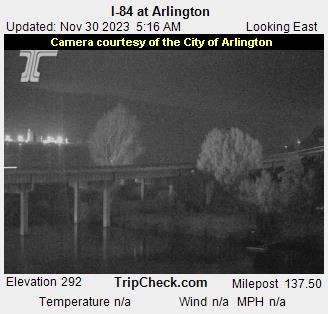 I-84 at Arlington
Updated: Nov 30 2023 5:16 AM Looking East
Camera courtesy of the City of Arlington
Elevation 292 TripCheck.com Milepost 137.50
Temperature n/a Wind n/a MPH n/a